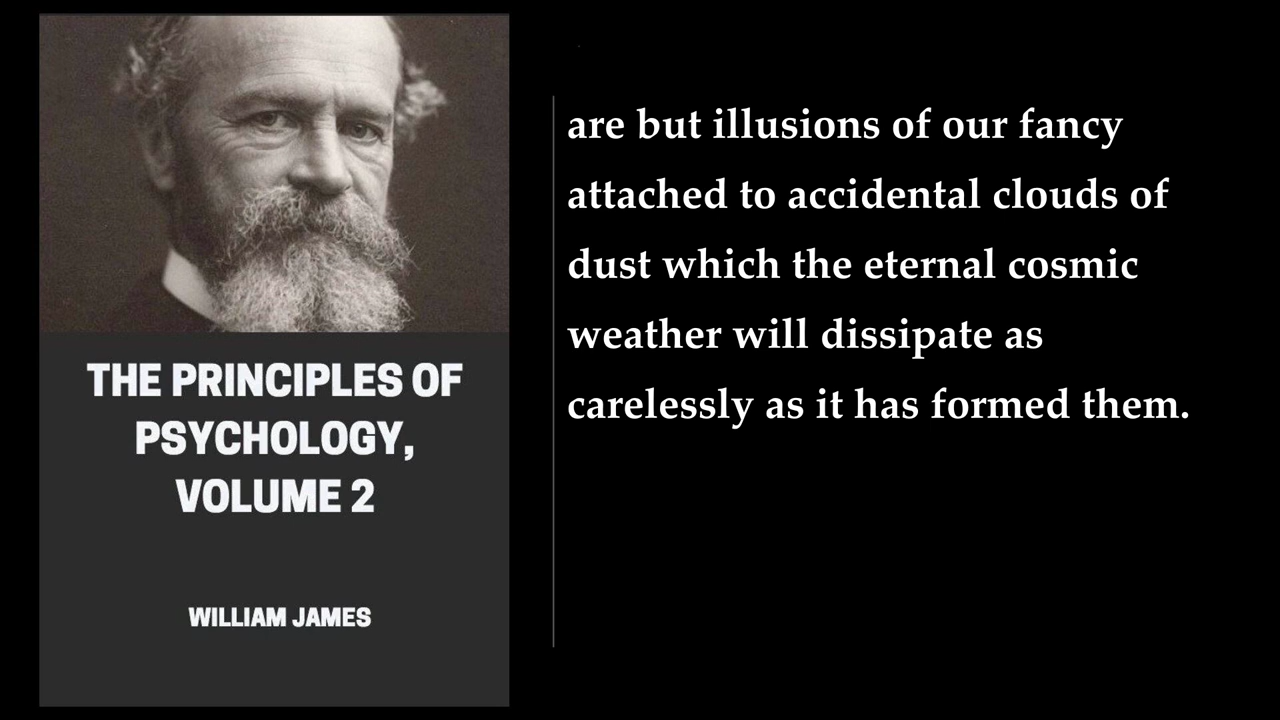 THE PRINCIPLES OF
PSYCHOLOGY,
VOLUME 2
WILLIAM JAMES
are but illusions of our fancy
attached to accidental clouds of
dust which the eternal cosmic
weather will dissipate as
carelessly as it has formed them.